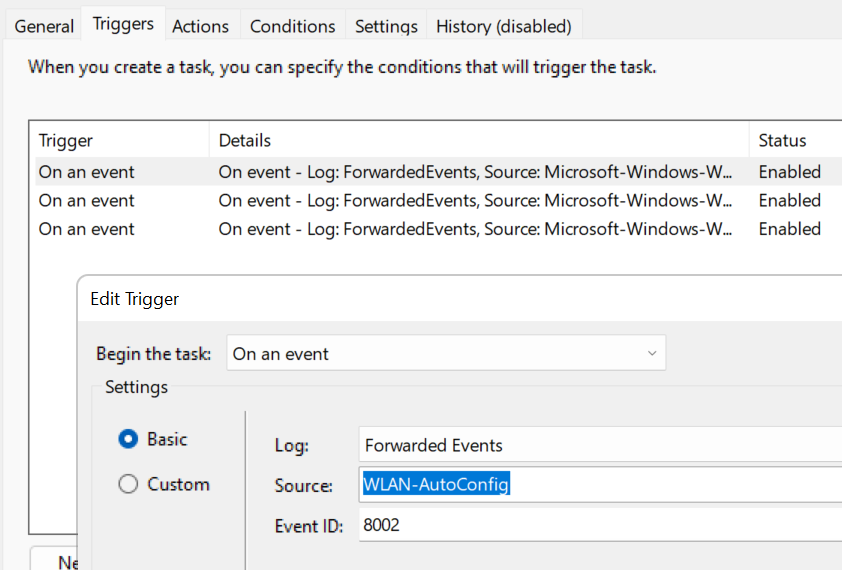 General Triggers Actions Conditions Settings History (disabled)
When you create a task, you can specify the conditions that will trigger the task.
Trigger Details Status
On an event On event - Log: ForwardedEvents, Source: Microsoft-Windows-W... Enabled
On an event On event - Log: ForwardedEvents, Source: Microsoft-Windows-W... Enabled
On an event On event - Log: ForwardedEvents, Source: Microsoft-Windows-W... Enabled
Edit Trigger
Begin the task: On an event
Settings
Basic
Custom
Log: Forwarded Events
Source: WLAN-AutoConfig
Event ID: 8002